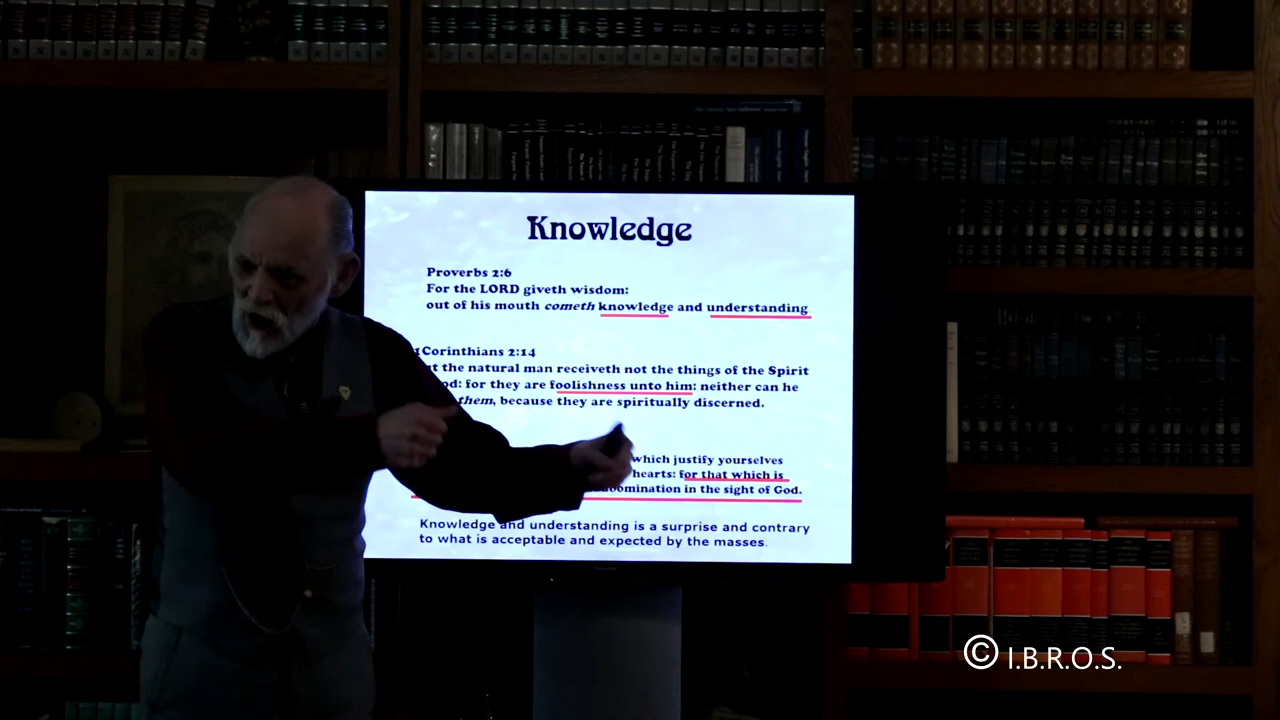 Knowledge
Proverbs 2:6
For the LORD giveth wisdom:
out of his mouth cometh knowledge and understanding
Corinthians 2:14
the natural man receiveth not the things of the Spirit
for they are foolishness unto him: neither can he
them, because they are spiritually discerned.
which justify yourselves
hearts: for that which is
abomination in the sight of God.
Knowledge and understanding is a surprise and contrary
to what is acceptable and expected by the masses.
© I.B.R.O.S.